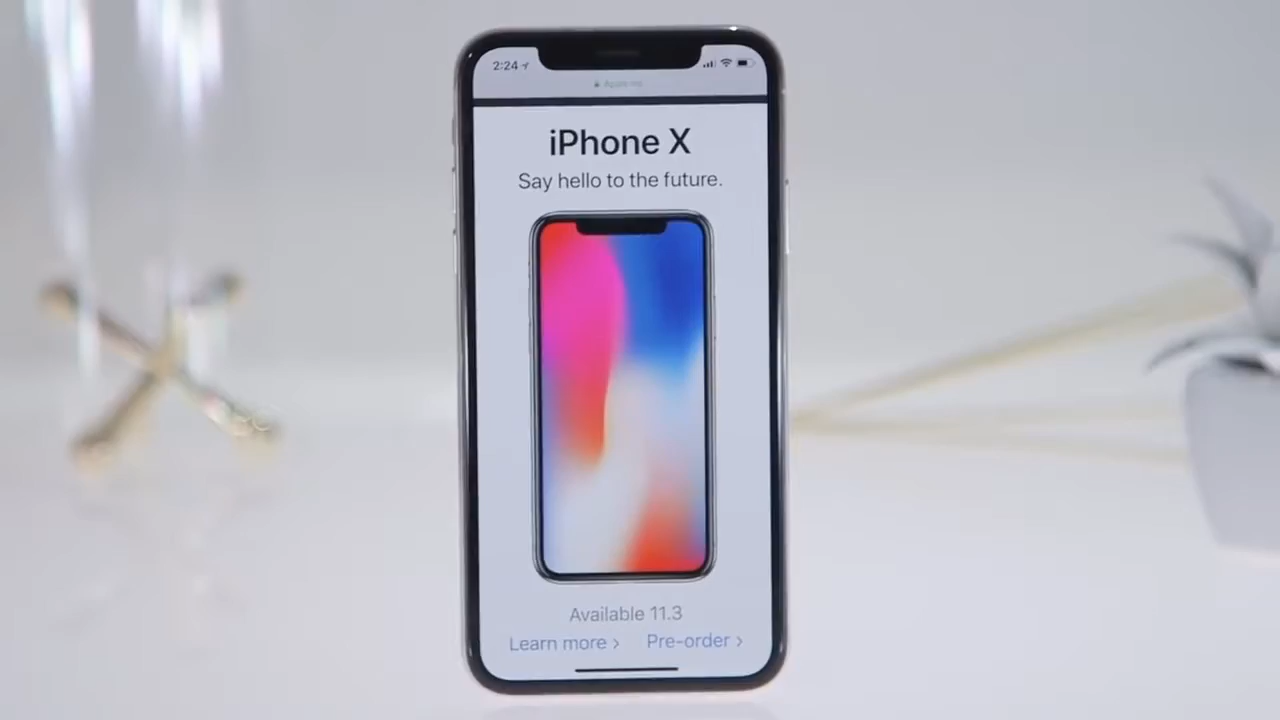 2:24
iPhone X
Say hello to the future.
Available 11.3
Learn more >
Pre-order >